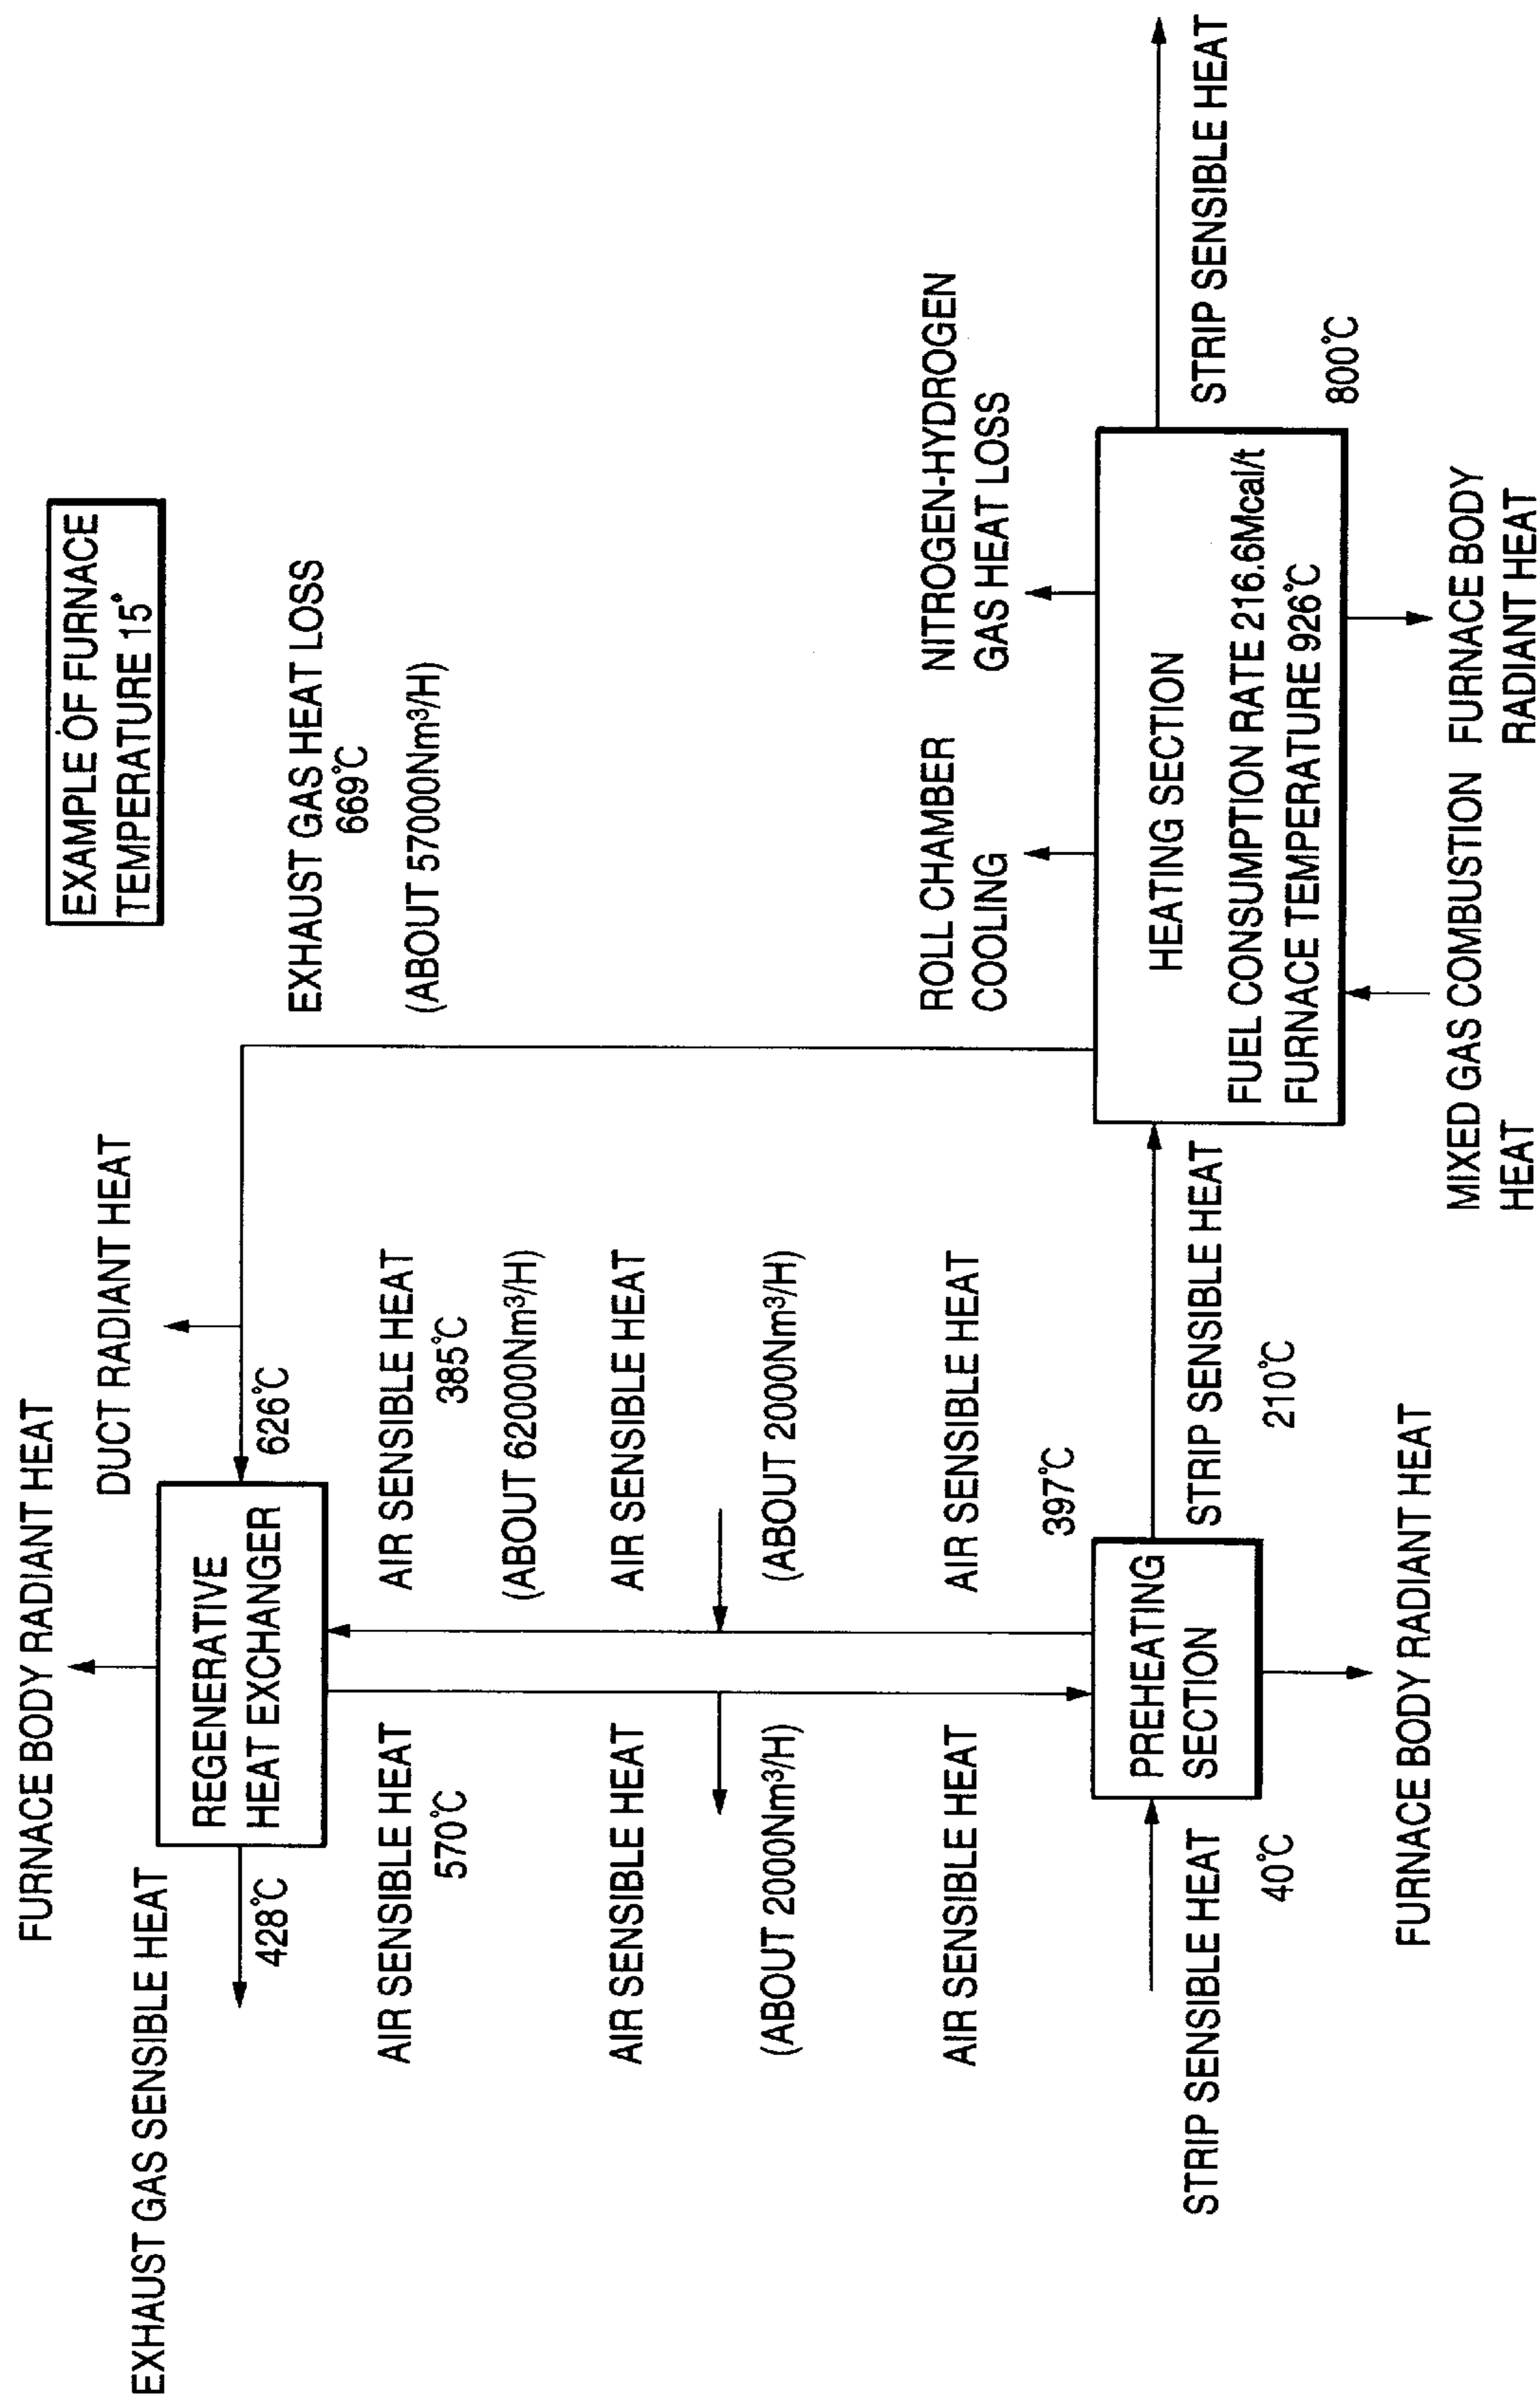 EXAMPLE OF FURNACE
TEMPERATURE 15°
FURNACE BODY RADIANT HEAT
DUCT RADIANT HEAT
EXHAUST GAS SENSIBLE HEAT
428°C
REGENERATIVE
HEAT EXCHANGER
626°C
EXHAUST GAS HEAT LOSS
669°C
(ABOUT 57000Nm³/H)
AIR SENSIBLE HEAT
570°C
AIR SENSIBLE HEAT
385°C
(ABOUT 62000Nm³/H)
AIR SENSIBLE HEAT
(ABOUT 2000Nm³/H)
AIR SENSIBLE HEAT
(ABOUT 2000Nm³/H)
AIR SENSIBLE HEAT
AIR SENSIBLE HEAT
397°C
STRIP SENSIBLE HEAT
40°C
PREHEATING
SECTION
FURNACE BODY RADIANT HEAT
STRIP SENSIBLE HEAT
210°C
ROLL CHAMBER
COOLING
NITROGEN-HYDROGEN
GAS HEAT LOSS
HEATING SECTION
FUEL CONSUMPTION RATE 216.6Mcal/t
FURNACE TEMPERATURE 926°C
STRIP SENSIBLE HEAT
800°C
MIXED GAS COMBUSTION
HEAT
FURNACE BODY
RADIANT HEAT